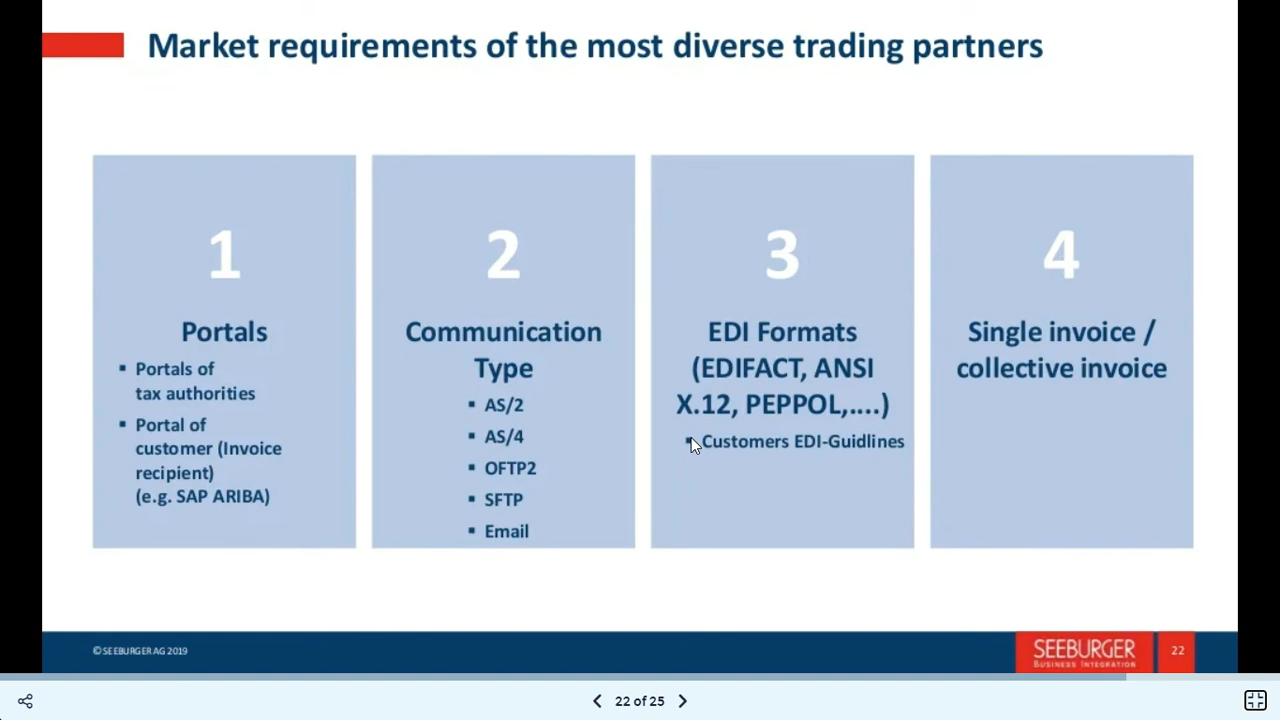 Market requirements of the most diverse trading partners
1
Portals
▪ Portals of
tax authorities
▪ Portal of
customer (Invoice
recipient)
(e.g. SAP ARIBA)
2
Communication
Type
▪ AS/2
▪ AS/4
▪ OFTP2
▪ SFTP
▪ Email
3
EDI Formats
(EDIFACT, ANSI
X.12, PEPPOL,....)
▪ Customers EDI-Guidlines
4
Single invoice /
collective invoice
© SEEBURGER AG 2019
SEEBURGER
BUSINESS INTEGRATION
22
22 of 25